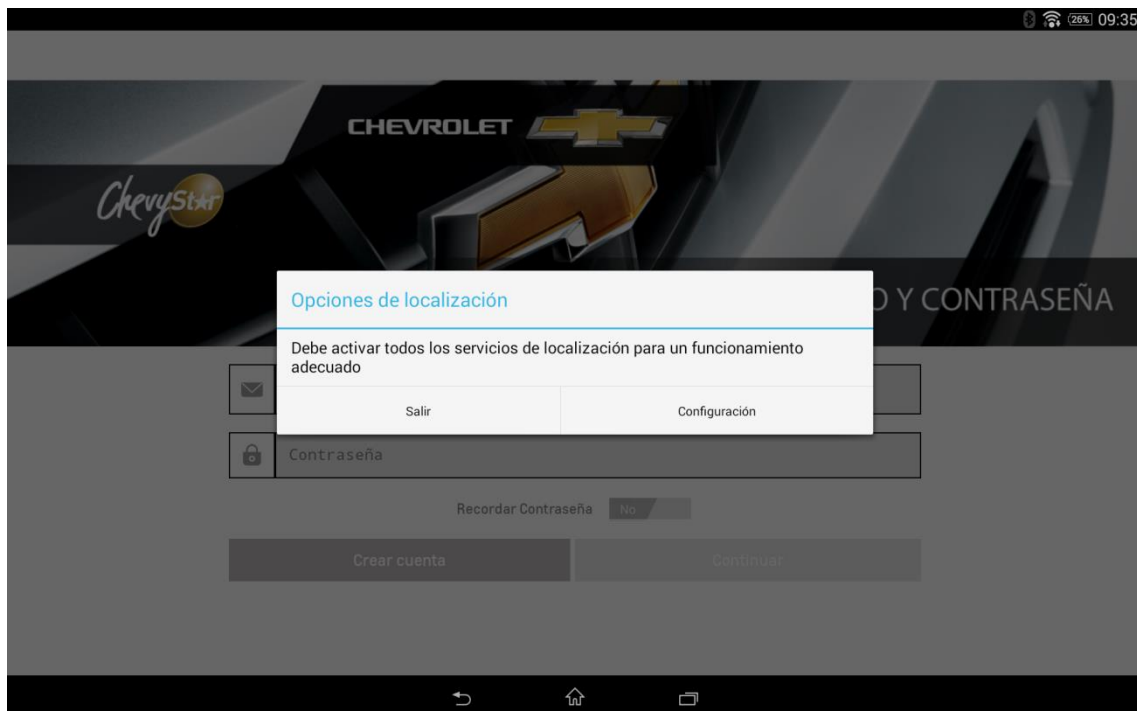 26% 09:35
CHEVROLET
Chevystar
O Y CONTRASEÑA
Opciones de localización
Debe activar todos los servicios de localización para un funcionamiento
adecuado
Salir
Configuración
Contraseña
Recordar Contraseña No
Crear cuenta
Continuar